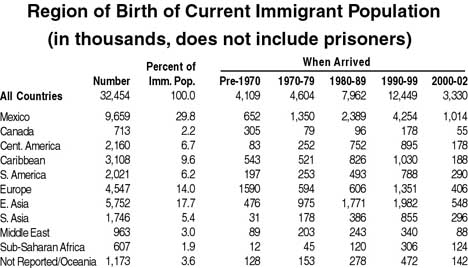 Region of Birth of Current Immigrant Population
(in thousands, does not include prisoners)
When Arrived
Percent of
Number Imm. Pop. Pre-1970 1970-79 1980-89 1990-99 2000-02
All Countries 32,454 100.0 4,109 4,604 7,962 12,449 3,330
Mexico 9,659 29.8 652 1,350 2,389 4,254 1,014
Canada 713 2.2 305 79 96 178 55
Cent. America 2,160 6.7 83 252 752 895 178
Caribbean 3,108 9.6 543 521 826 1,030 188
S. America 2,021 6.2 197 253 493 788 290
Europe 4,547 14.0 1590 594 606 1,351 406
E. Asia 5,752 17.7 476 975 1,771 1,982 548
S. Asia 1,746 5.4 31 178 386 855 296
Middle East 963 3.0 89 203 243 340 88
Sub-Saharan Africa 607 1.9 12 45 120 306 124
Not Reported/Oceania 1,173 3.6 128 153 278 472 142